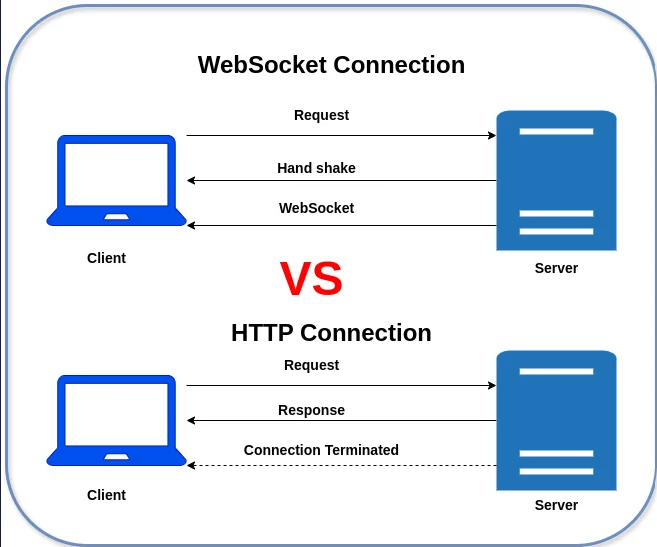 WebSocket Connection
Request
Hand shake
WebSocket
Client
Server
VS
HTTP Connection
Request
Response
Connection Terminated
Client
Server